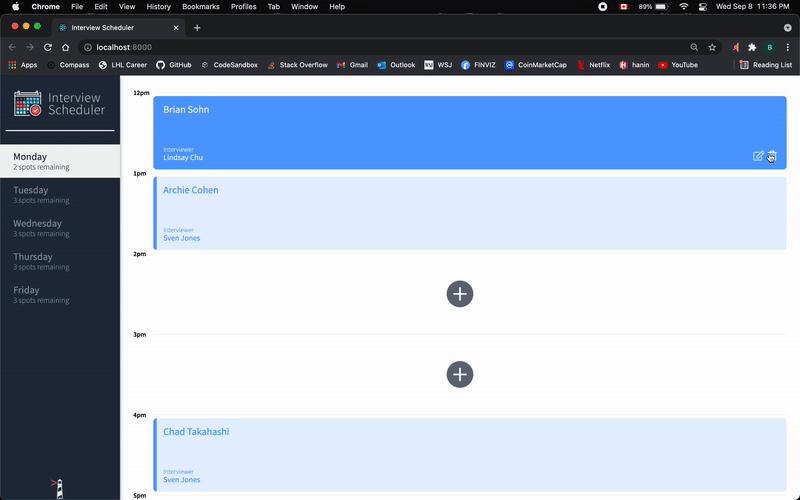 Chrome File Edit View History Bookmarks Profiles Tab Window Help
89% Wed Sep 8 11:36 PM
Interview Scheduler
localhost:8000
B
Apps Compass LHL Career GitHub CodeSandbox Stack Overflow Gmail Outlook WSJ FINVIZ CoinMarketCap Netflix hanin YouTube Reading List
Interview
Scheduler
Monday
2 spots remaining
Tuesday
3 spots remaining
Wednesday
3 spots remaining
Thursday
3 spots remaining
Friday
3 spots remaining
12pm
Brian Sohn
Interviewer
Lindsay Chu
1pm
Archie Cohen
Interviewer
Sven Jones
2pm
3pm
4pm
Chad Takahashi
Interviewer
Sven Jones
5pm